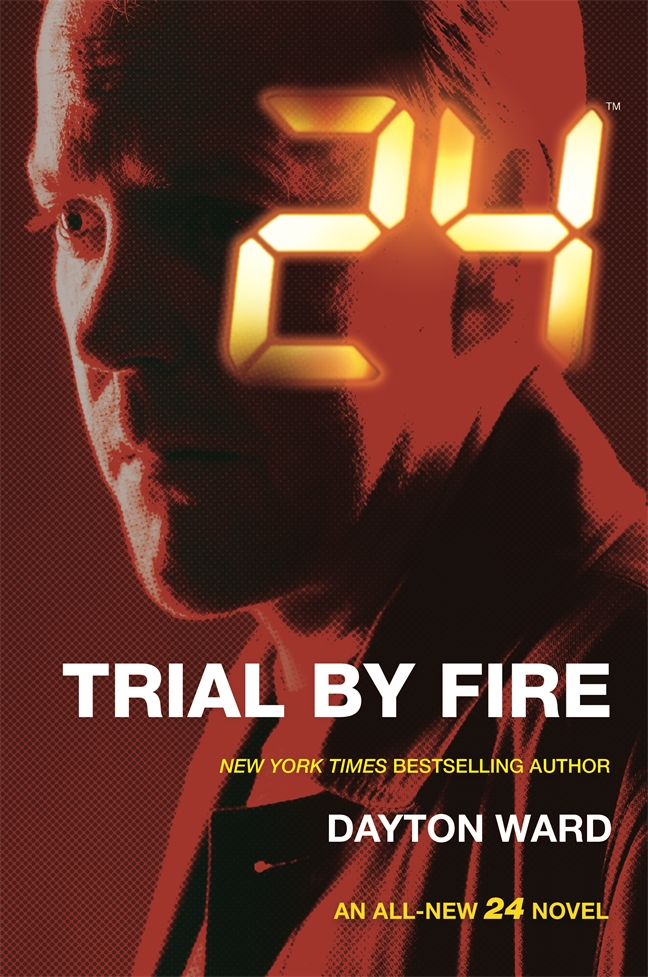 24™
TRIAL BY FIRE
NEW YORK TIMES BESTSELLING AUTHOR
DAYTON WARD
AN ALL-NEW 24 NOVEL